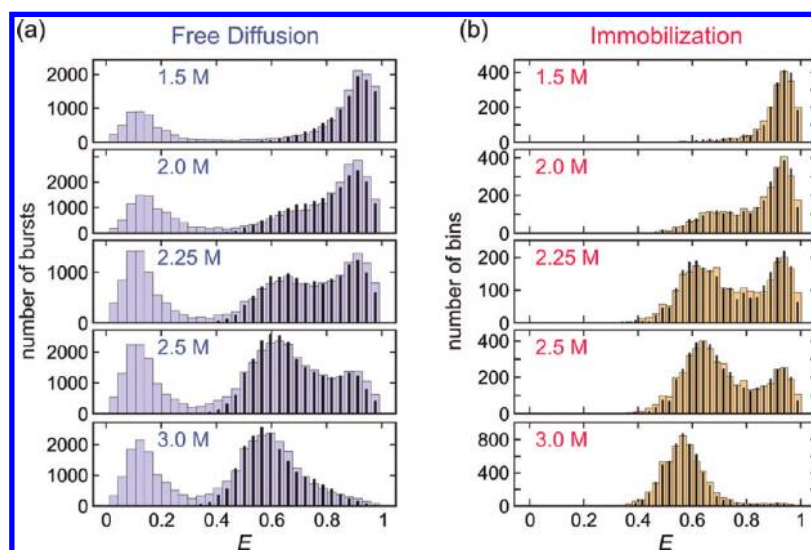 (a) Free Diffusion
1.5 M
2000
1000
0
2.0 M
2000
1000
0
2.25 M
1000
0
2.5 M
2000
1000
0
3.0 M
2000
1000
0
number of bursts
0 0.2 0.4 0.6 0.8 1
E
(b) Immobilization
1.5 M
400
200
0
2.0 M
400
200
0
2.25 M
200
100
0
2.5 M
400
200
0
3.0 M
800
400
0
number of bins
0 0.2 0.4 0.6 0.8 1
E